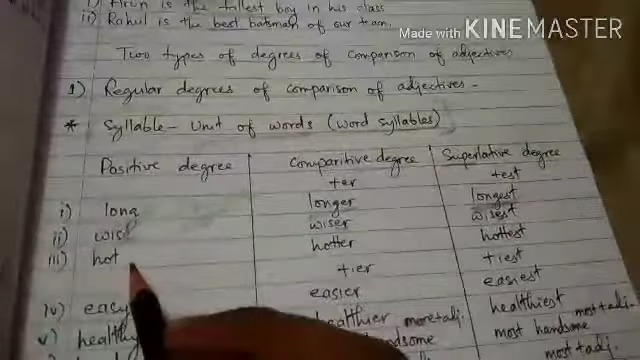 i) Arun is the tallest boy in his class
ii) Rahul is the best batsman of our team.
Made with KINEMASTER
Two types of degrees of comparison of adjectives
1) Regular degrees of comparison of adjectives -
* Syllable - Unit of words (word syllables)
Positive degree Comparitive degree Superlative degree
+er +est
i) long longer longest
ii) wise wiser wisest
iii) hot hotter hottest
+ier +iest
iv) easy easier easiest
v) healthy healthier healthiest
more+adj. most+adj.
handsome most handsome
most+adj.